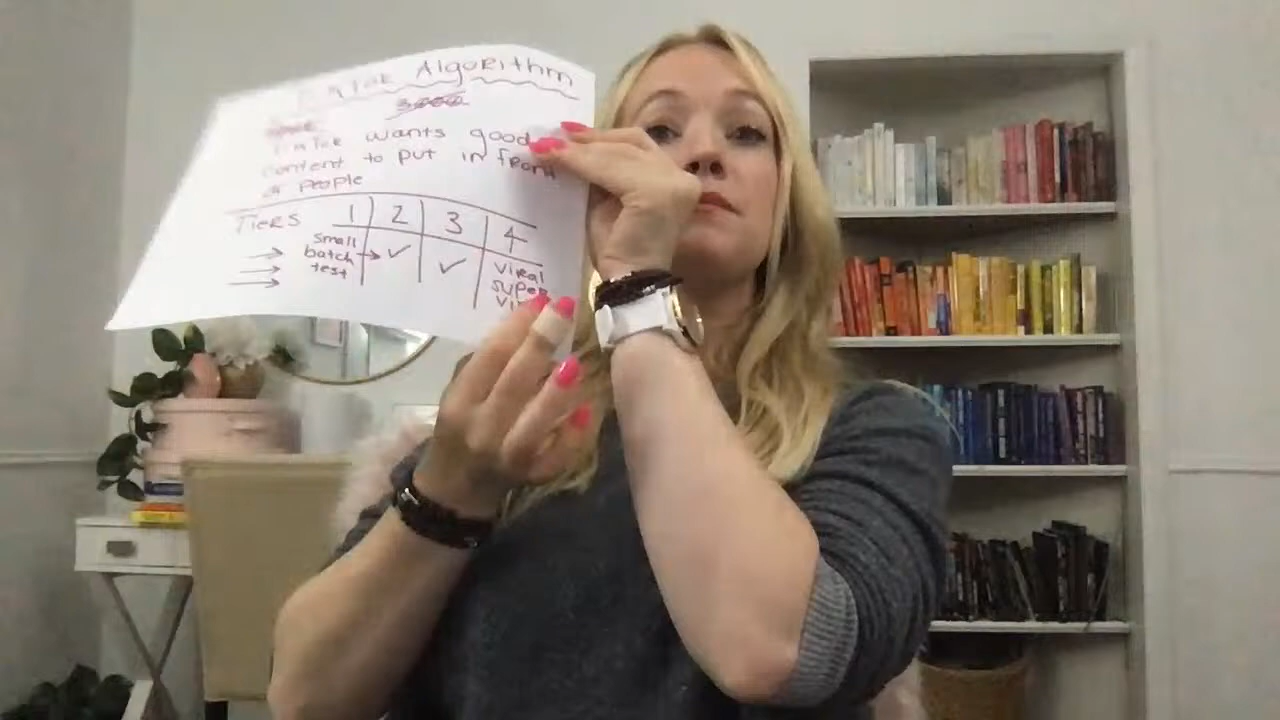 Algorithm
wants good
content to put in front
of people
Tiers 1 2 3 4
small
batch → ✓ ✓ viral
test super